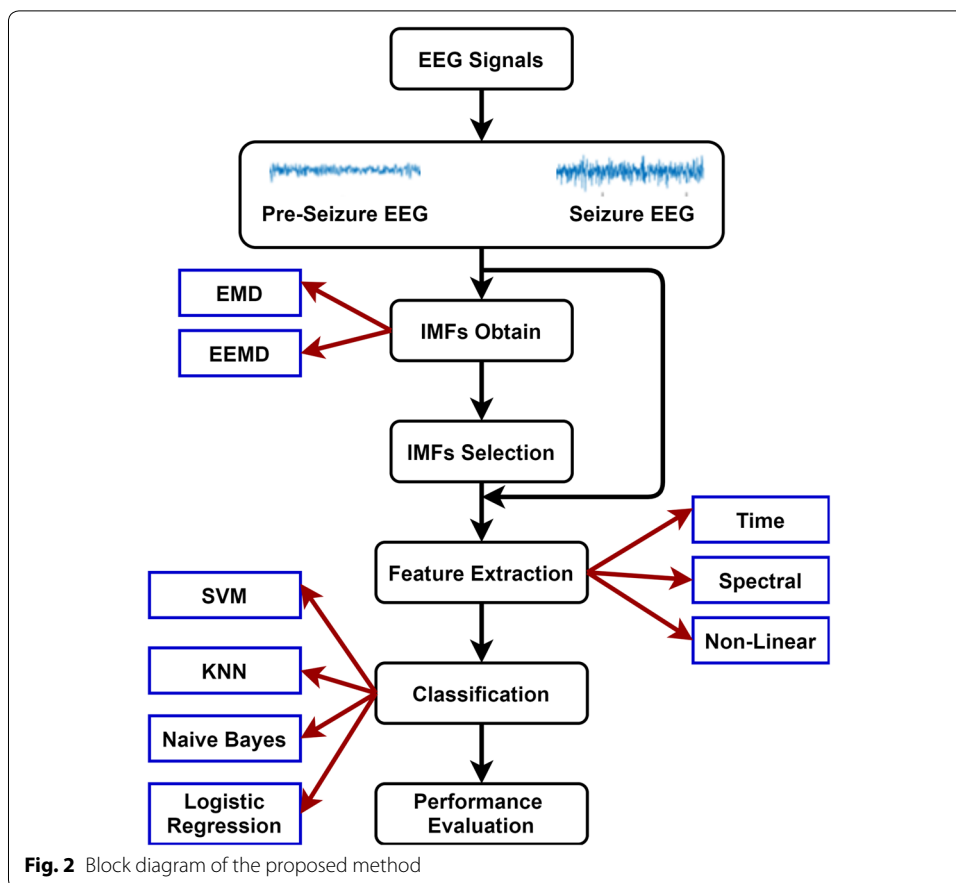 EEG Signals
Pre-Seizure EEG
Seizure EEG
EMD
EEMD
IMFs Obtain
IMFs Selection
Feature Extraction
Time
Spectral
Non-Linear
SVM
KNN
Naive Bayes
Logistic
Regression
Classification
Performance
Evaluation
Fig. 2 Block diagram of the proposed method